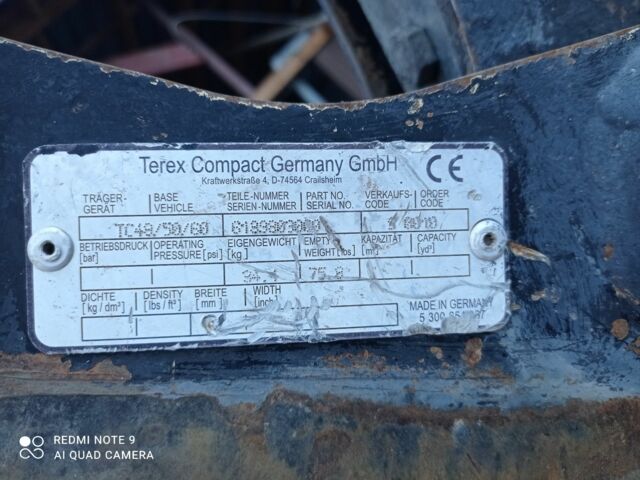 Terex Compact Germany GmbH
Kraftwerkstraße 4, D-74564 Crailsheim
CE
TRÄGER- BASE TEILE-NUMMER PART NO. VERKAUFS- ORDER
GERÄT VEHICLE SERIEN-NUMMER SERIAL NO. CODE CODE
TC48/50/60
BETRIEBSDRUCK OPERATING EIGENGEWICHT EMPTY KAPAZITÄT CAPACITY
[bar] PRESSURE [psi] [kg] WEIGHT [lbs] [m³] [yd³]
DICHTE DENSITY BREITE WIDTH
[kg / dm³] [lbs / ft³] [mm] [inch]
MADE IN GERMANY
5 300
REDMI NOTE 9
AI QUAD CAMERA